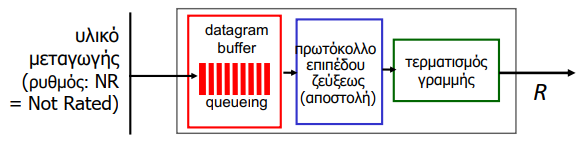 υλικό
μεταγωγής
(ρυθμός: NR
= Not Rated)
datagram
buffer
queueing
πρωτόκολλο
επιπέδου
ζεύξεως
(αποστολή)
τερματισμός
γραμμής
R